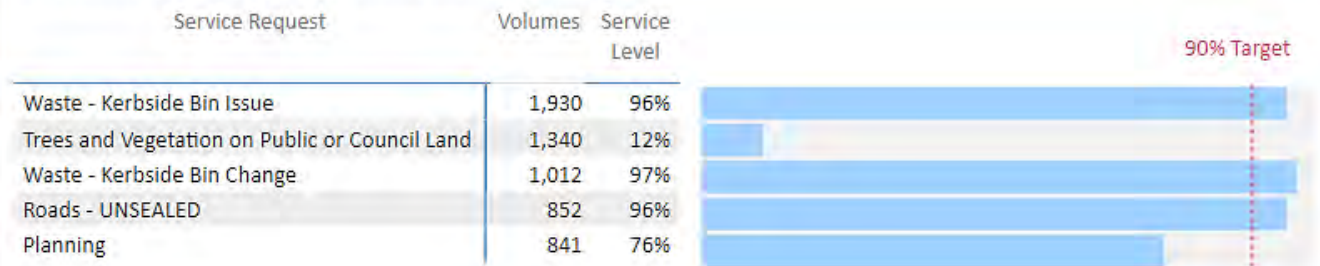 Service Request Volumes Service Level
90% Target
Waste - Kerbside Bin Issue 1,930 96%
Trees and Vegetation on Public or Council Land 1,340 12%
Waste - Kerbside Bin Change 1,012 97%
Roads - UNSEALED 852 96%
Planning 841 76%